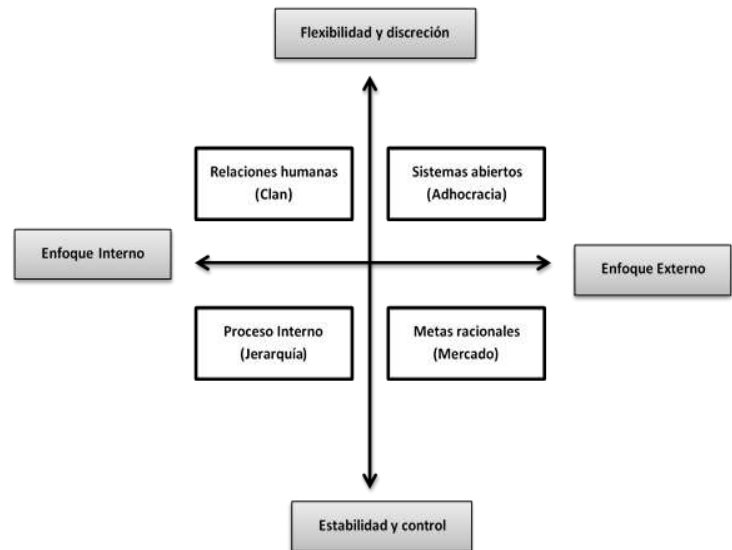 Flexibilidad y discreción
Relaciones humanas
(Clan)
Sistemas abiertos
(Adhocracia)
Enfoque Interno
Enfoque Externo
Proceso Interno
(Jerarquía)
Metas racionales
(Mercado)
Estabilidad y control